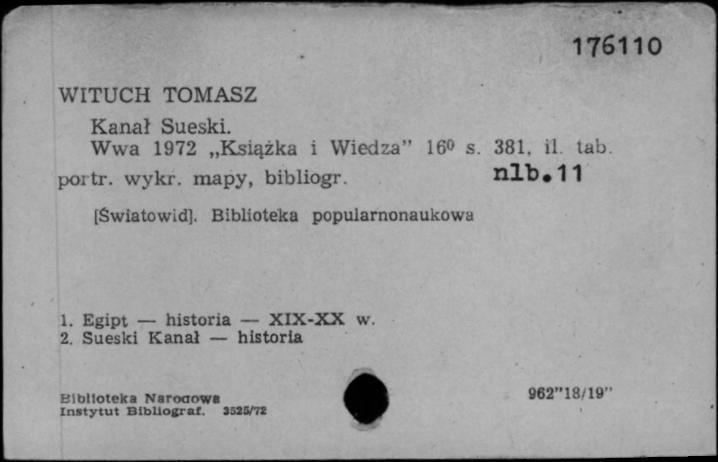 176110
WITUCH TOMASZ
Kanał Sueski.
Wwa 1972 „Książka i Wiedza” 16⁰ s. 381, il. tab.
portr. wykr. mapy, bibliogr. nlb.11
[Światowid]. Biblioteka popularnonaukowa
1. Egipt — historia — XIX-XX w.
2. Sueski Kanał — historia
Biblioteka Narodowa
Instytut Bibliograf. 3525/72
962”18/19”